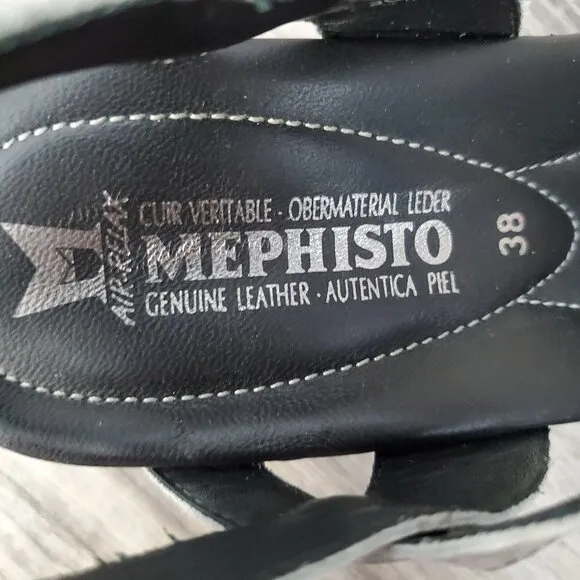 AIR-RELAX
CUIR VERITABLE · OBERMATERIAL LEDER
MEPHISTO
GENUINE LEATHER · AUTENTICA PIEL
38